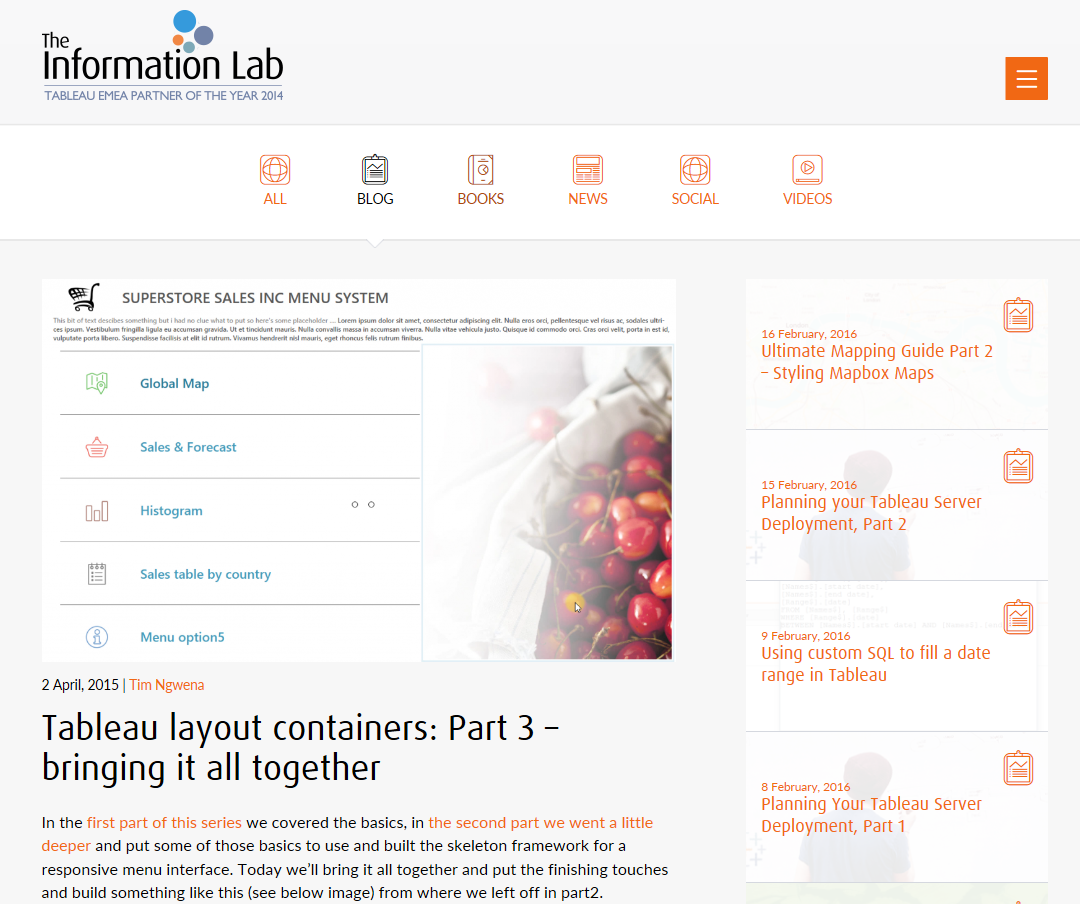 The
Information Lab
TABLEAU EMEA PARTNER OF THE YEAR 2014
ALL
BLOG
BOOKS
NEWS
SOCIAL
VIDEOS
SUPERSTORE SALES INC MENU SYSTEM
This bit of text descibes something but i had no clue what to put so here's some placeholder ... Lorem ipsum dolor sit amet, consectetur adipiscing elit. Nulla eros orci, pellentesque vel risus ac, sodales ultri-
ces ipsum. Vestibulum fringilla ligula eu accumsan gravida. Ut et tincidunt mauris. Nulla convallis massa in accumsan viverra. Nulla vitae vehicula justo. Quisque id commodo orci. Cras orci velit, porta in est id,
vulputate porta libero. Suspendisse facilisis at elit id rutrum. Vivamus hendrerit nisl mauris, eget rhoncus felis rutrum finibus.
Global Map
Sales & Forecast
Histogram
Sales table by country
Menu option5
2 April, 2015 | Tim Ngwena
Tableau layout containers: Part 3 –
bringing it all together
In the first part of this series we covered the basics, in the second part we went a little
deeper and put some of those basics to use and built the skeleton framework for a
responsive menu interface. Today we'll bring it all together and put the finishing touches
and build something like this (see below image) from where we left off in part2.
16 February, 2016
Ultimate Mapping Guide Part 2
– Styling Mapbox Maps
15 February, 2016
Planning your Tableau Server
Deployment, Part 2
9 February, 2016
Using custom SQL to fill a date
range in Tableau
8 February, 2016
Planning Your Tableau Server
Deployment, Part 1